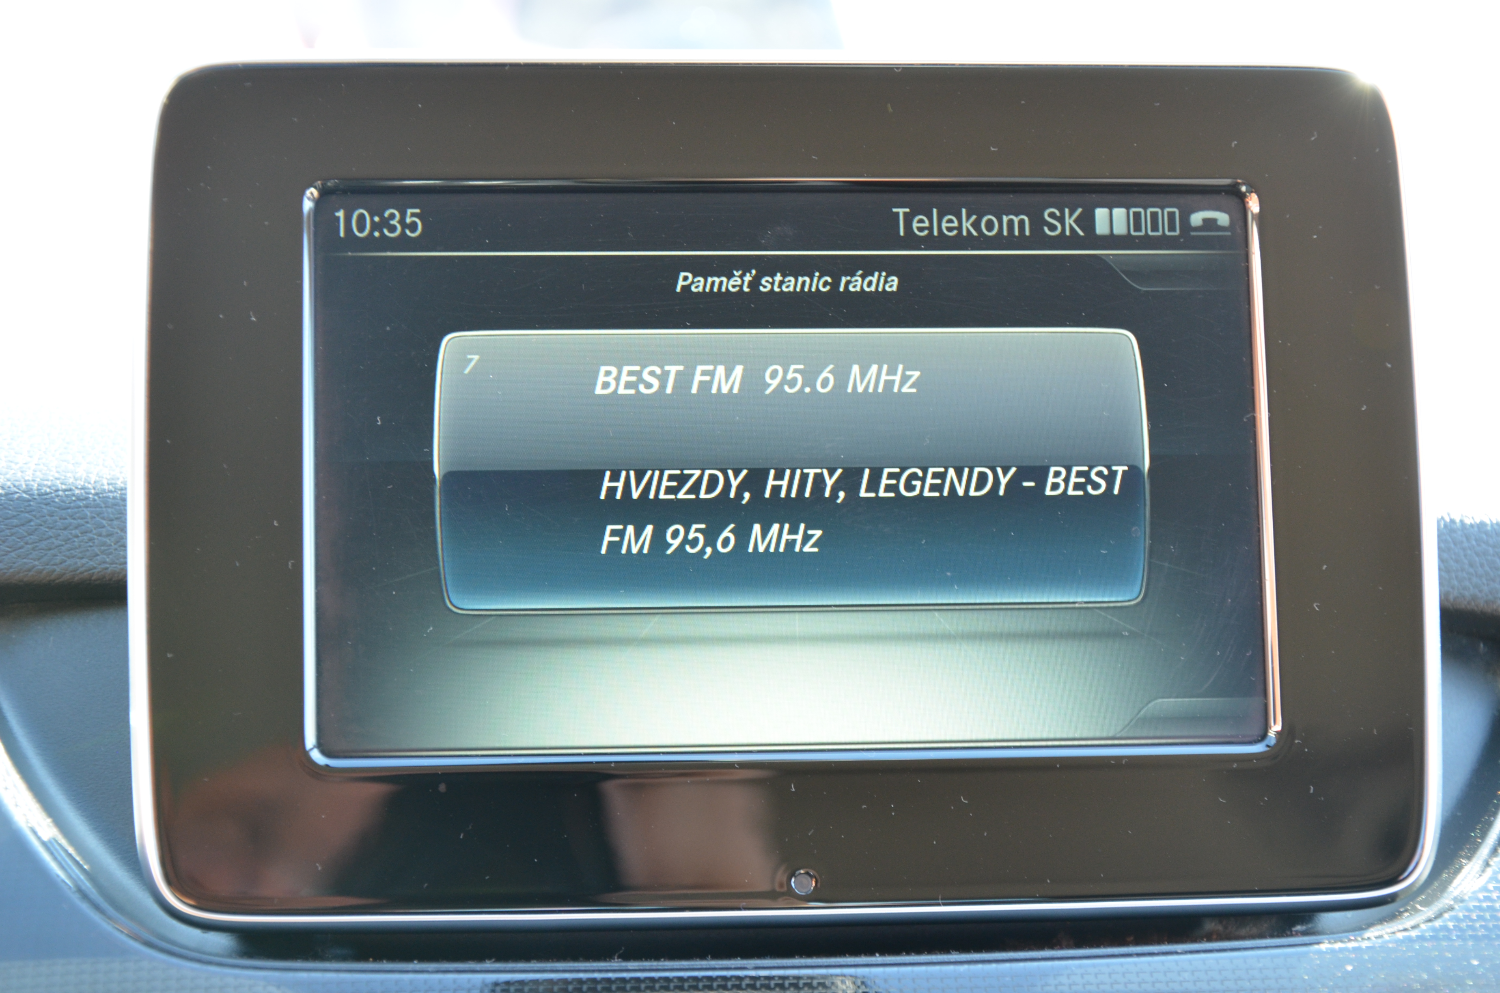 10:35
Telekom SK
Paměť stanic rádia
7
BEST FM 95.6 MHz
HVIEZDY, HITY, LEGENDY - BEST
FM 95,6 MHz